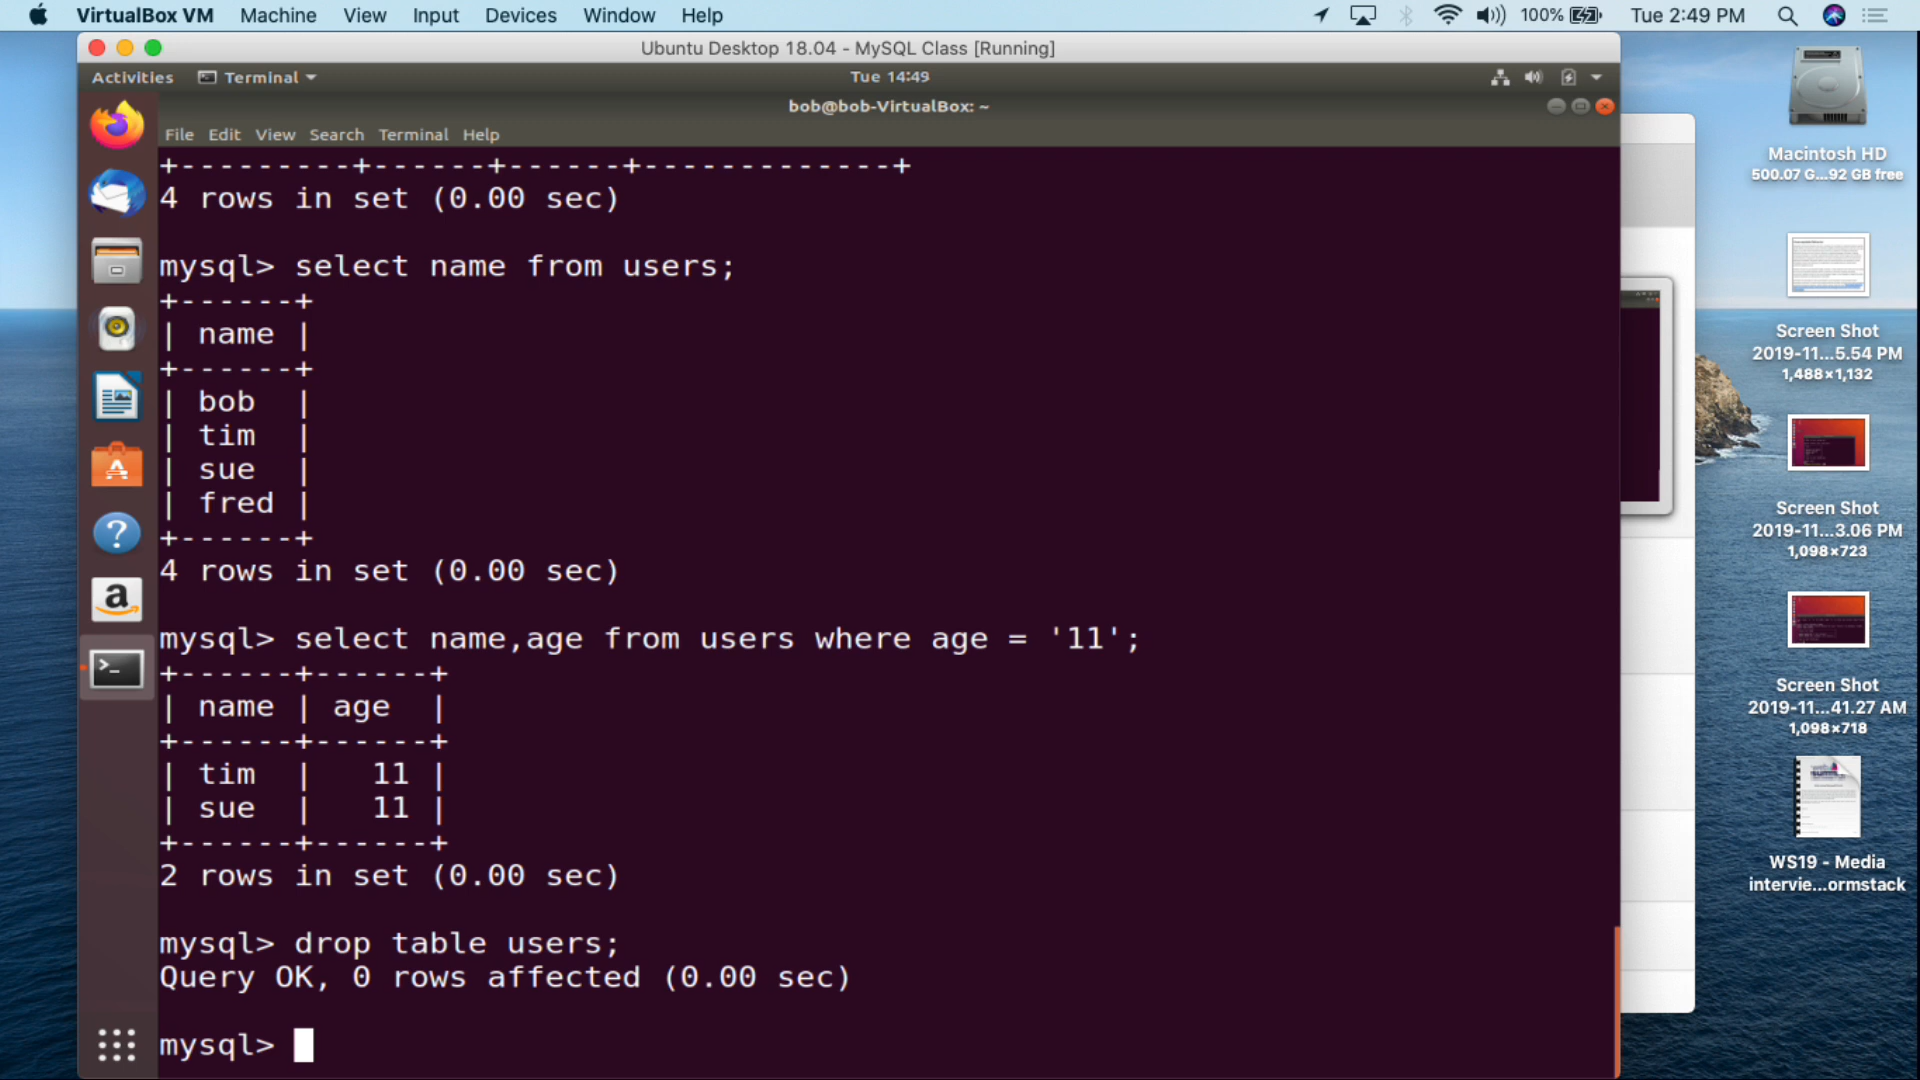 VirtualBox VM Machine View Input Devices Window Help 100% Tue 2:49 PM
Ubuntu Desktop 18.04 - MySQL Class [Running]
Activities Terminal Tue 14:49
bob@bob-VirtualBox: ~
File Edit View Search Terminal Help
+---------+------+------+-------------+
4 rows in set (0.00 sec)
mysql> select name from users;
+------+
| name |
+------+
| bob  |
| tim  |
| sue  |
| fred |
+------+
4 rows in set (0.00 sec)
mysql> select name,age from users where age = '11';
+------+------+
| name | age  |
+------+------+
| tim  |   11 |
| sue  |   11 |
+------+------+
2 rows in set (0.00 sec)
mysql> drop table users;
Query OK, 0 rows affected (0.00 sec)
mysql>
Macintosh HD
500.07 G...92 GB free
Screen Shot
2019-11...5.54 PM
1,488×1,132
Screen Shot
2019-11...3.06 PM
1,098×723
Screen Shot
2019-11...41.27 AM
1,098×718
WS19 - Media
intervie...ormstack